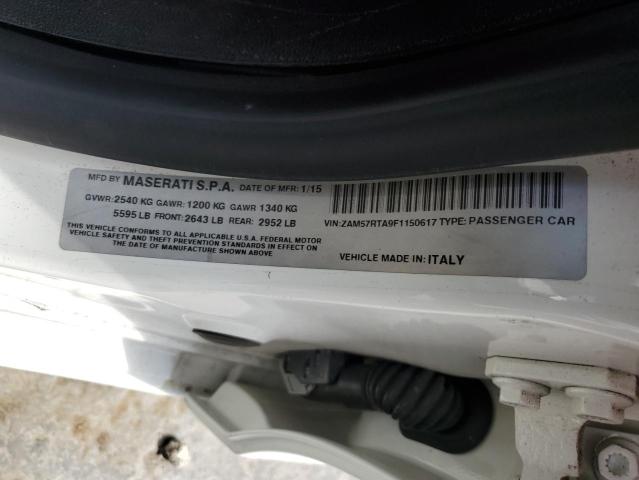 MFD BY MASERATI S.P.A. DATE OF MFR: 1/15
GVWR: 2540 KG GAWR: 1200 KG GAWR 1340 KG
5595 LB FRONT: 2643 LB REAR: 2952 LB
THIS VEHICLE CONFORMS TO ALL APPLICABLE U.S.A. FEDERAL MOTOR
VEHICLE SAFETY AND THEFT PREVENTION STANDARDS IN EFFECT ON
THE DATE OF MANUFACTURE SHOWN ABOVE
VIN:ZAM57RTA9F1150617 TYPE: PASSENGER CAR
VEHICLE MADE IN: ITALY